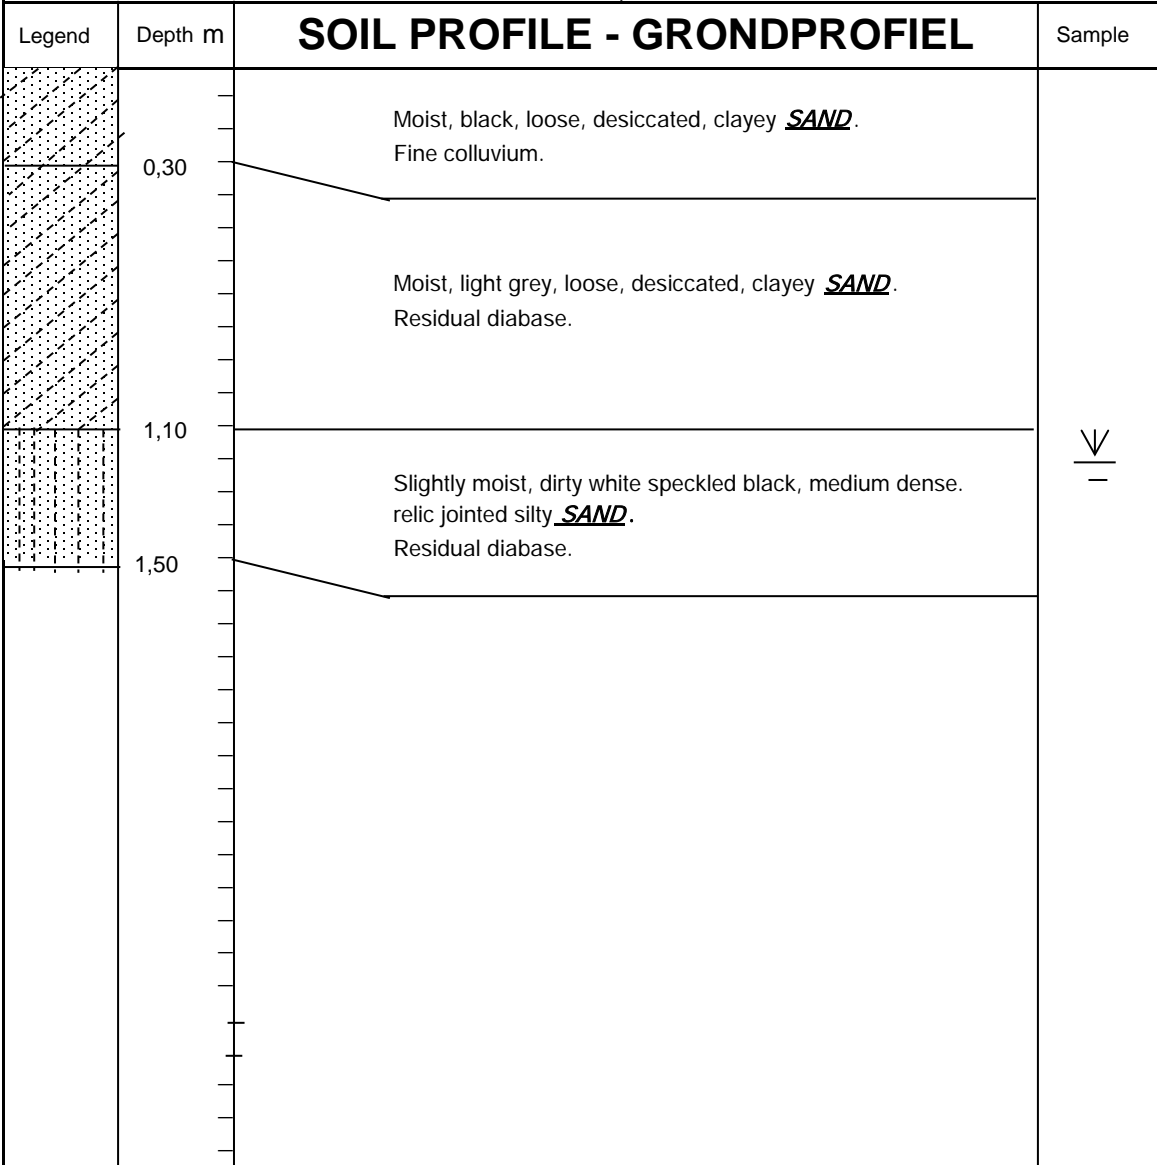 Legend Depth m SOIL PROFILE - GRONDPROFIEL Sample
Moist, black, loose, desiccated, clayey SAND.
Fine colluvium.
0,30
Moist, light grey, loose, desiccated, clayey SAND.
Residual diabase.
1,10
Slightly moist, dirty white speckled black, medium dense.
relic jointed silty SAND.
Residual diabase.
1,50